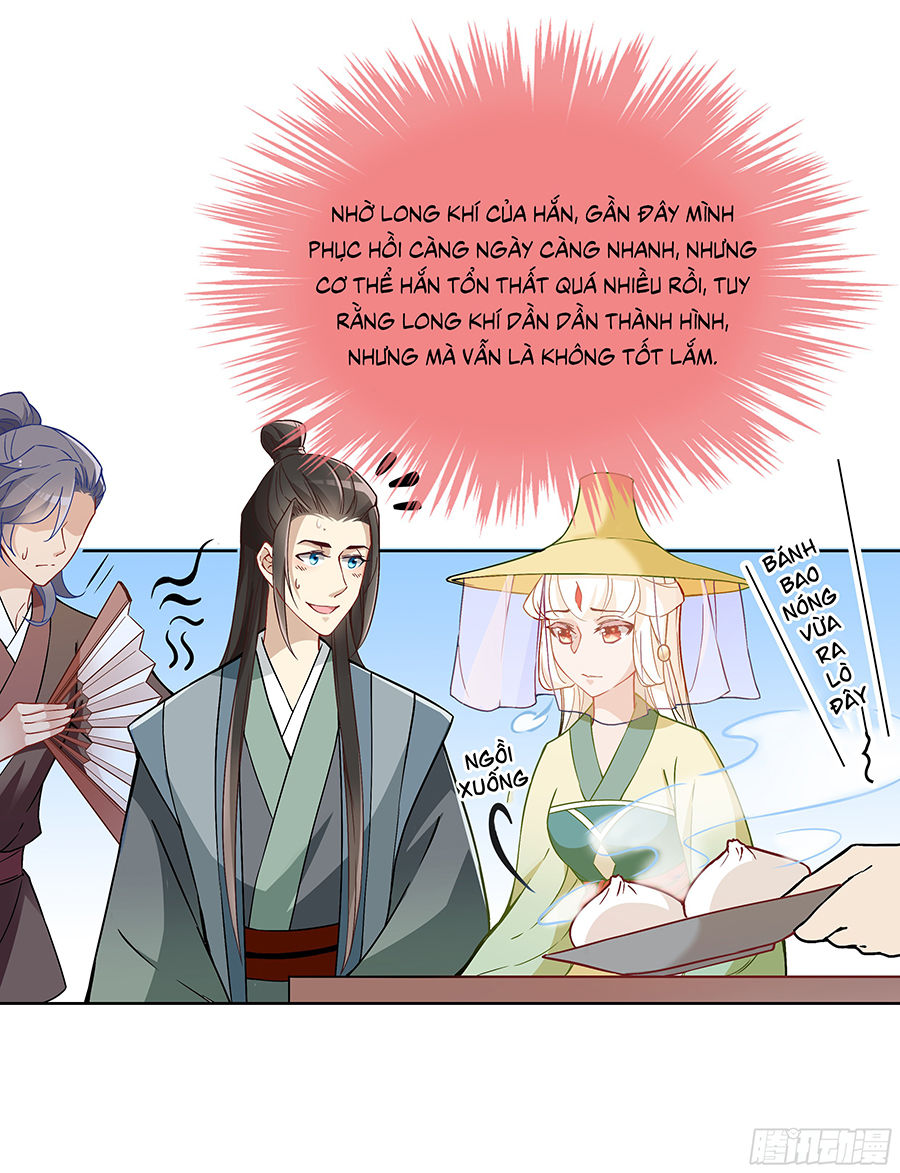 NHỜ LONG KHÍ CỦA HẮN, GẦN ĐÂY MÌNH
PHỤC HỒI CÀNG NGÀY CÀNG NHANH, NHƯNG
CƠ THỂ HẮN TỔN THẤT QUÁ NHIỀU RỒI, TUY
RẰNG LONG KHÍ DẦN DẦN THÀNH HÌNH,
NHƯNG MÀ VẪN LÀ KHÔNG TỐT LẮM.
BÁNH
BAO
NÓNG
VỪA
RA
LÒ
ĐÂY
NGỒI
XUỐNG
腾讯动漫